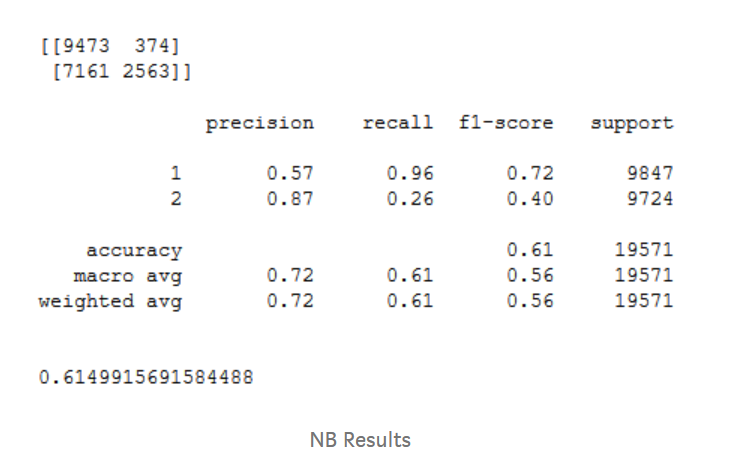 [[9473  374]
 [7161 2563]]
precision recall f1-score support
1 0.57 0.96 0.72 9847
2 0.87 0.26 0.40 9724
accuracy 0.61 19571
macro avg 0.72 0.61 0.56 19571
weighted avg 0.72 0.61 0.56 19571
0.6149915691584488
NB Results